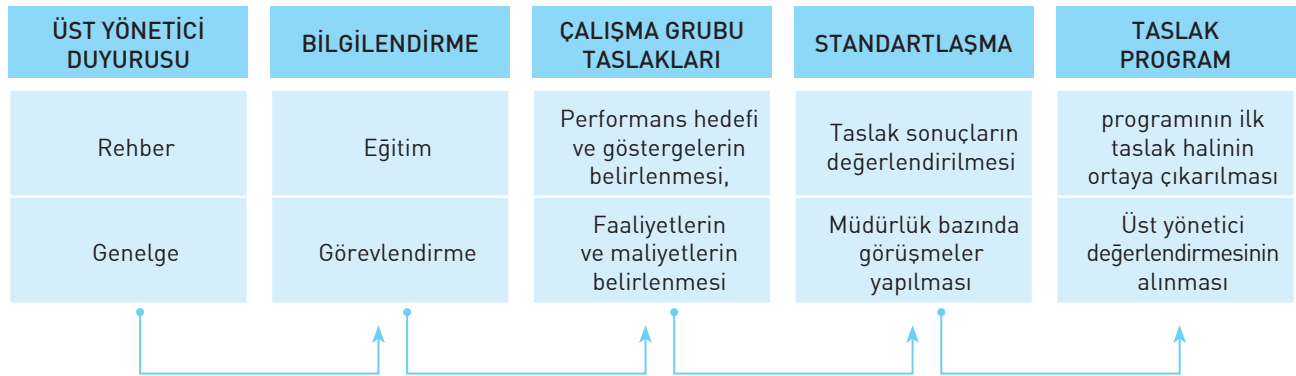 ÜST YÖNETİCİ
DUYURUSU
Rehber
Genelge
BİLGİLENDİRME
Eğitim
Görevlendirme
ÇALIŞMA GRUBU
TASLAKLARI
Performans hedefi
ve göstergelerin
belirlenmesi,
Faaliyetlerin
ve maliyetlerin
belirlenmesi
STANDARTLAŞMA
Taslak sonuçların
değerlendirilmesi
Müdürlük bazında
görüşmeler
yapılması
TASLAK
PROGRAM
programının ilk
taslak halinin
ortaya çıkarılması
Üst yönetici
değerlendirmesinin
alınması